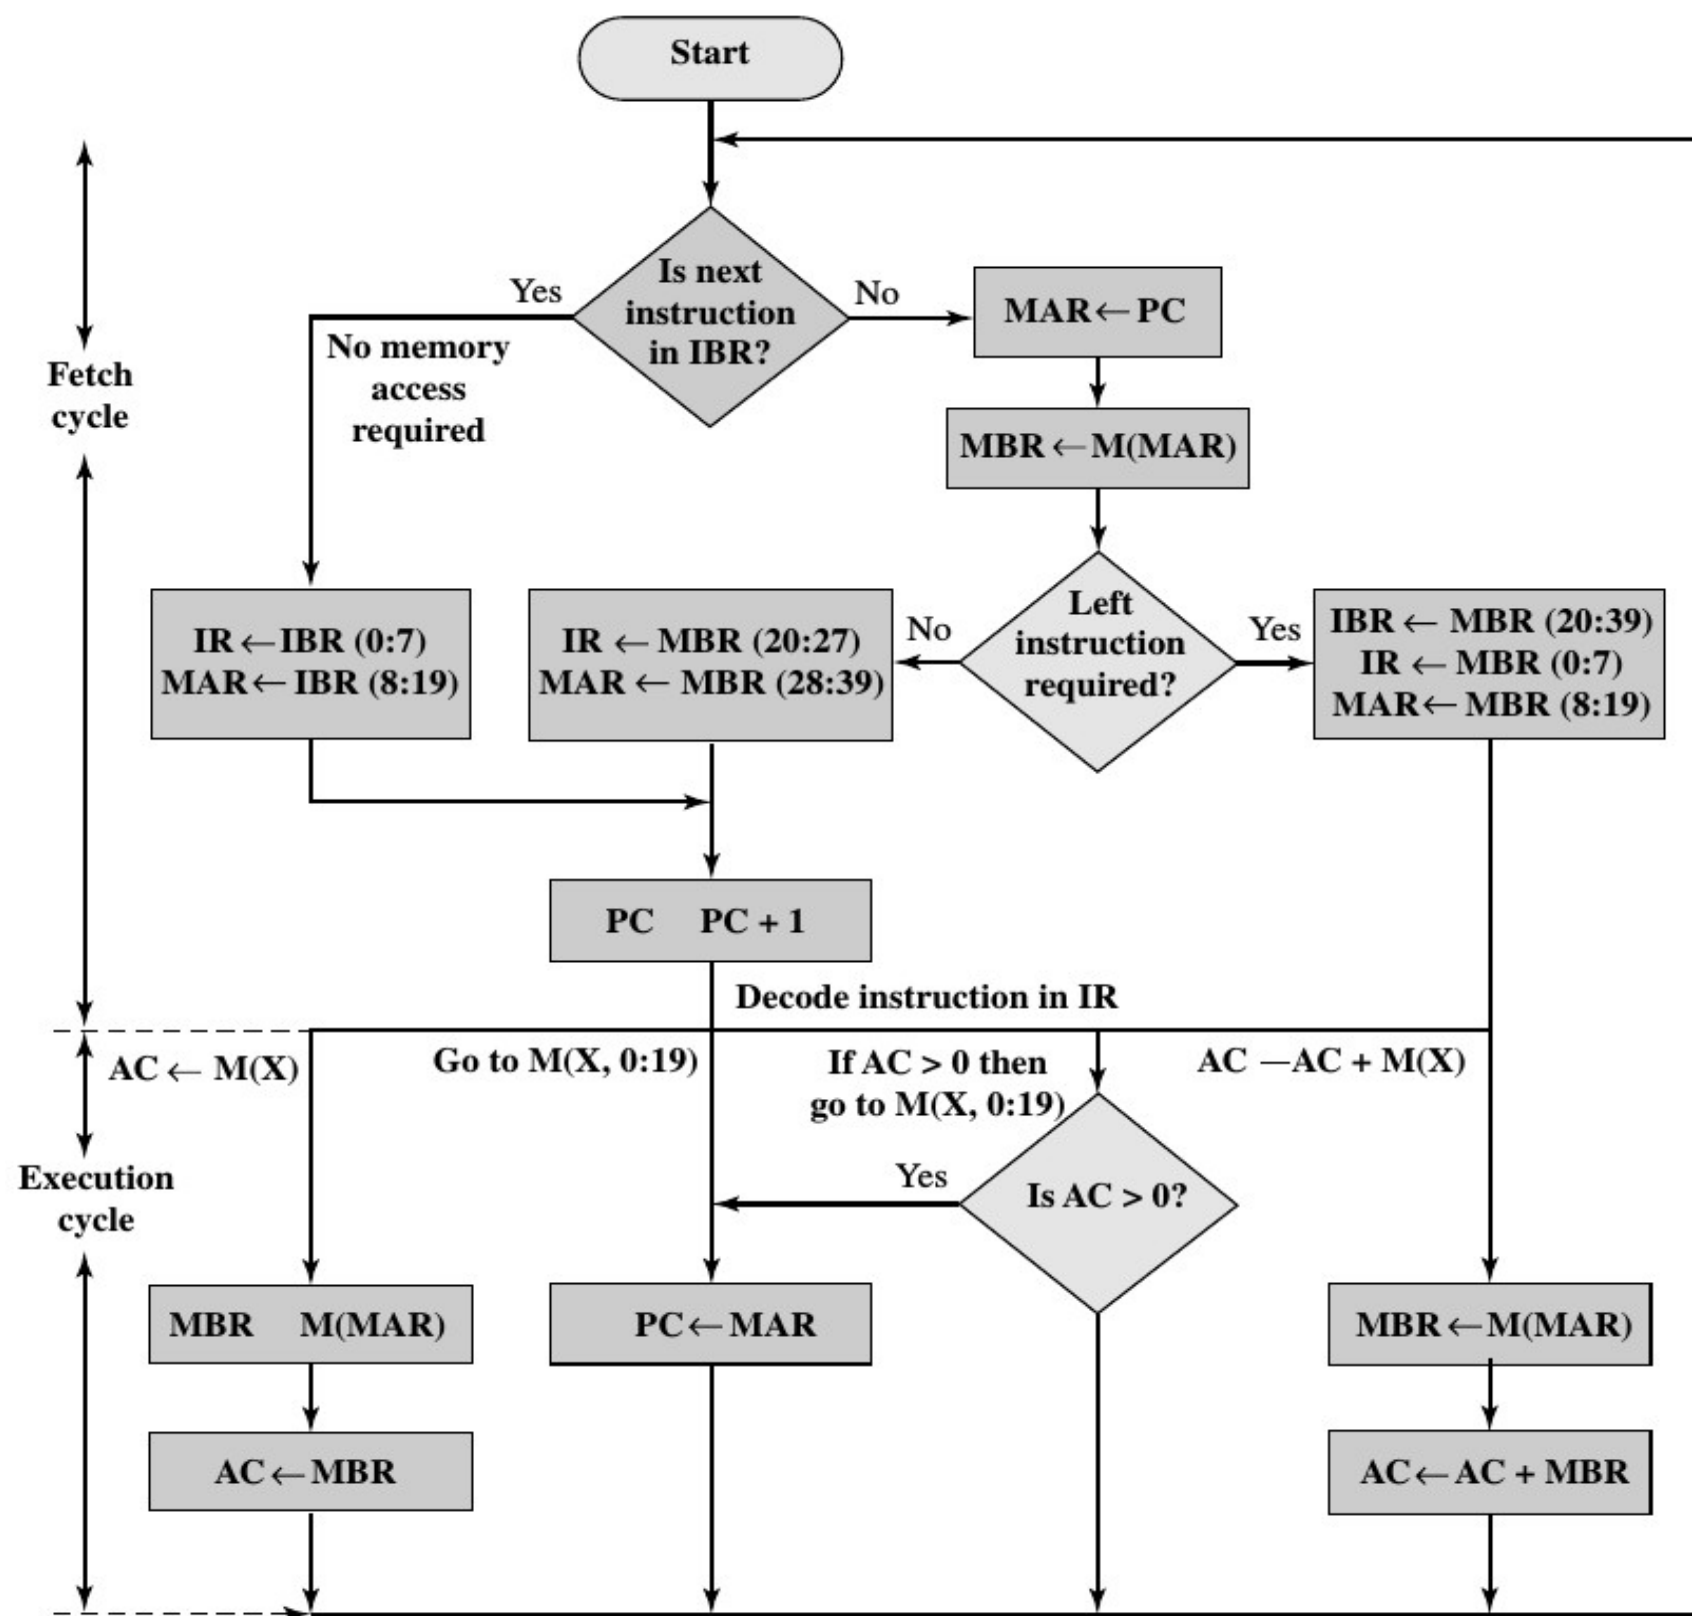 Start
Is next
instruction
in IBR?
Yes
No
No memory
access
required
MAR ← PC
MBR ← M(MAR)
Fetch
cycle
Left
instruction
required?
No
Yes
IR ← IBR (0:7)
MAR ← IBR (8:19)
IR ← MBR (20:27)
MAR ← MBR (28:39)
IBR ← MBR (20:39)
IR ← MBR (0:7)
MAR ← MBR (8:19)
PC PC + 1
Decode instruction in IR
AC ← M(X)
Go to M(X, 0:19)
If AC > 0 then
go to M(X, 0:19)
AC — AC + M(X)
Execution
cycle
Yes
Is AC > 0?
MBR M(MAR)
PC ← MAR
MBR ← M(MAR)
AC ← MBR
AC ← AC + MBR